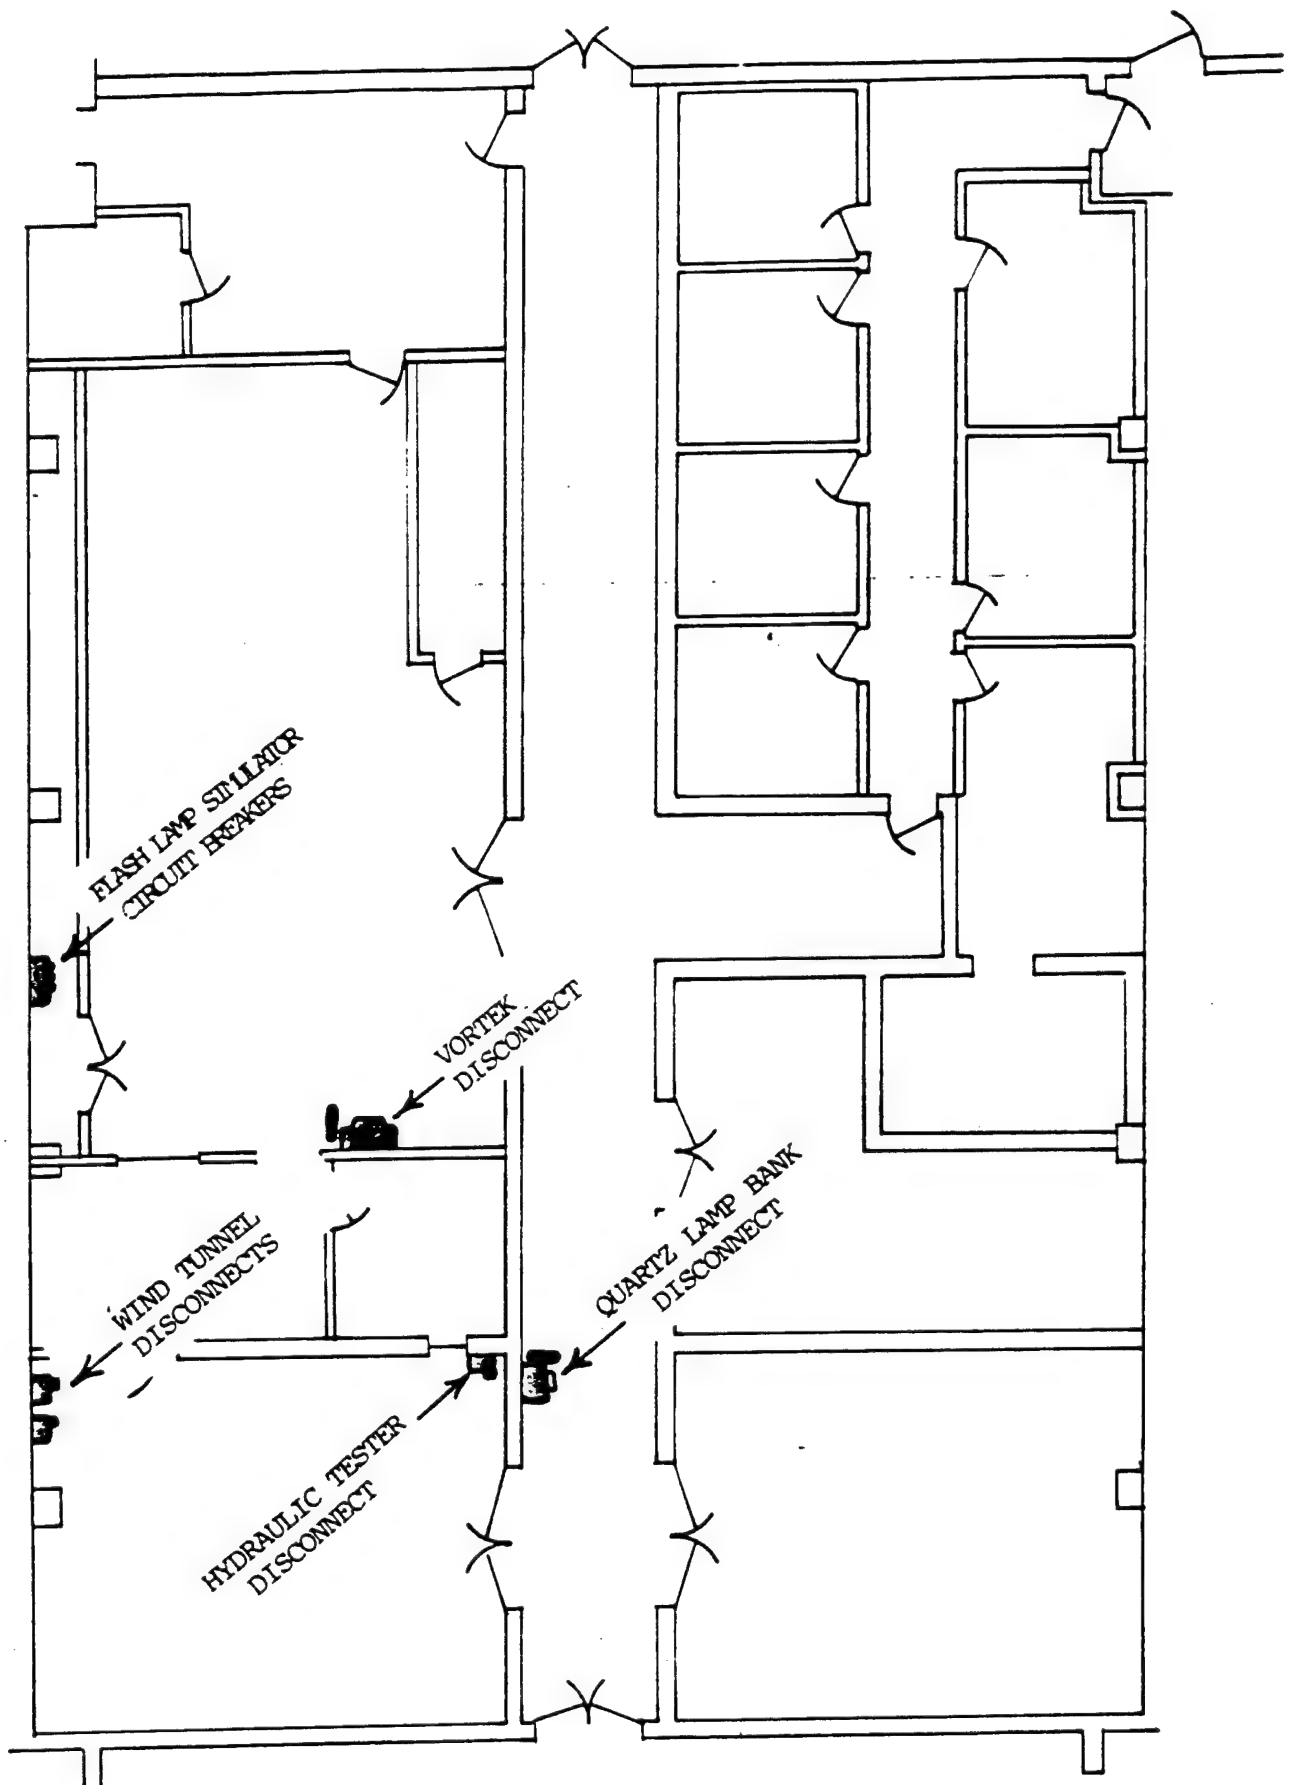 FLASH LAMP SIMULATOR
CIRCUIT BREAKERS
VORTEK
DISCONNECT
WIND TUNNEL
DISCONNECTS
QUARTZ LAMP BANK
DISCONNECT
HYDRAULIC TESTER
DISCONNECT